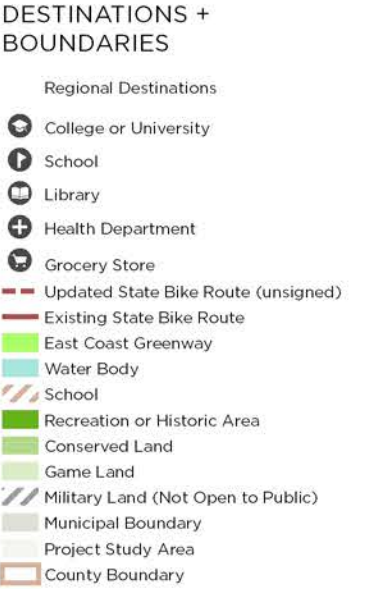 DESTINATIONS +
BOUNDARIES
Regional Destinations
College or University
School
Library
Health Department
Grocery Store
Updated State Bike Route (unsigned)
Existing State Bike Route
East Coast Greenway
Water Body
School
Recreation or Historic Area
Conserved Land
Game Land
Military Land (Not Open to Public)
Municipal Boundary
Project Study Area
County Boundary